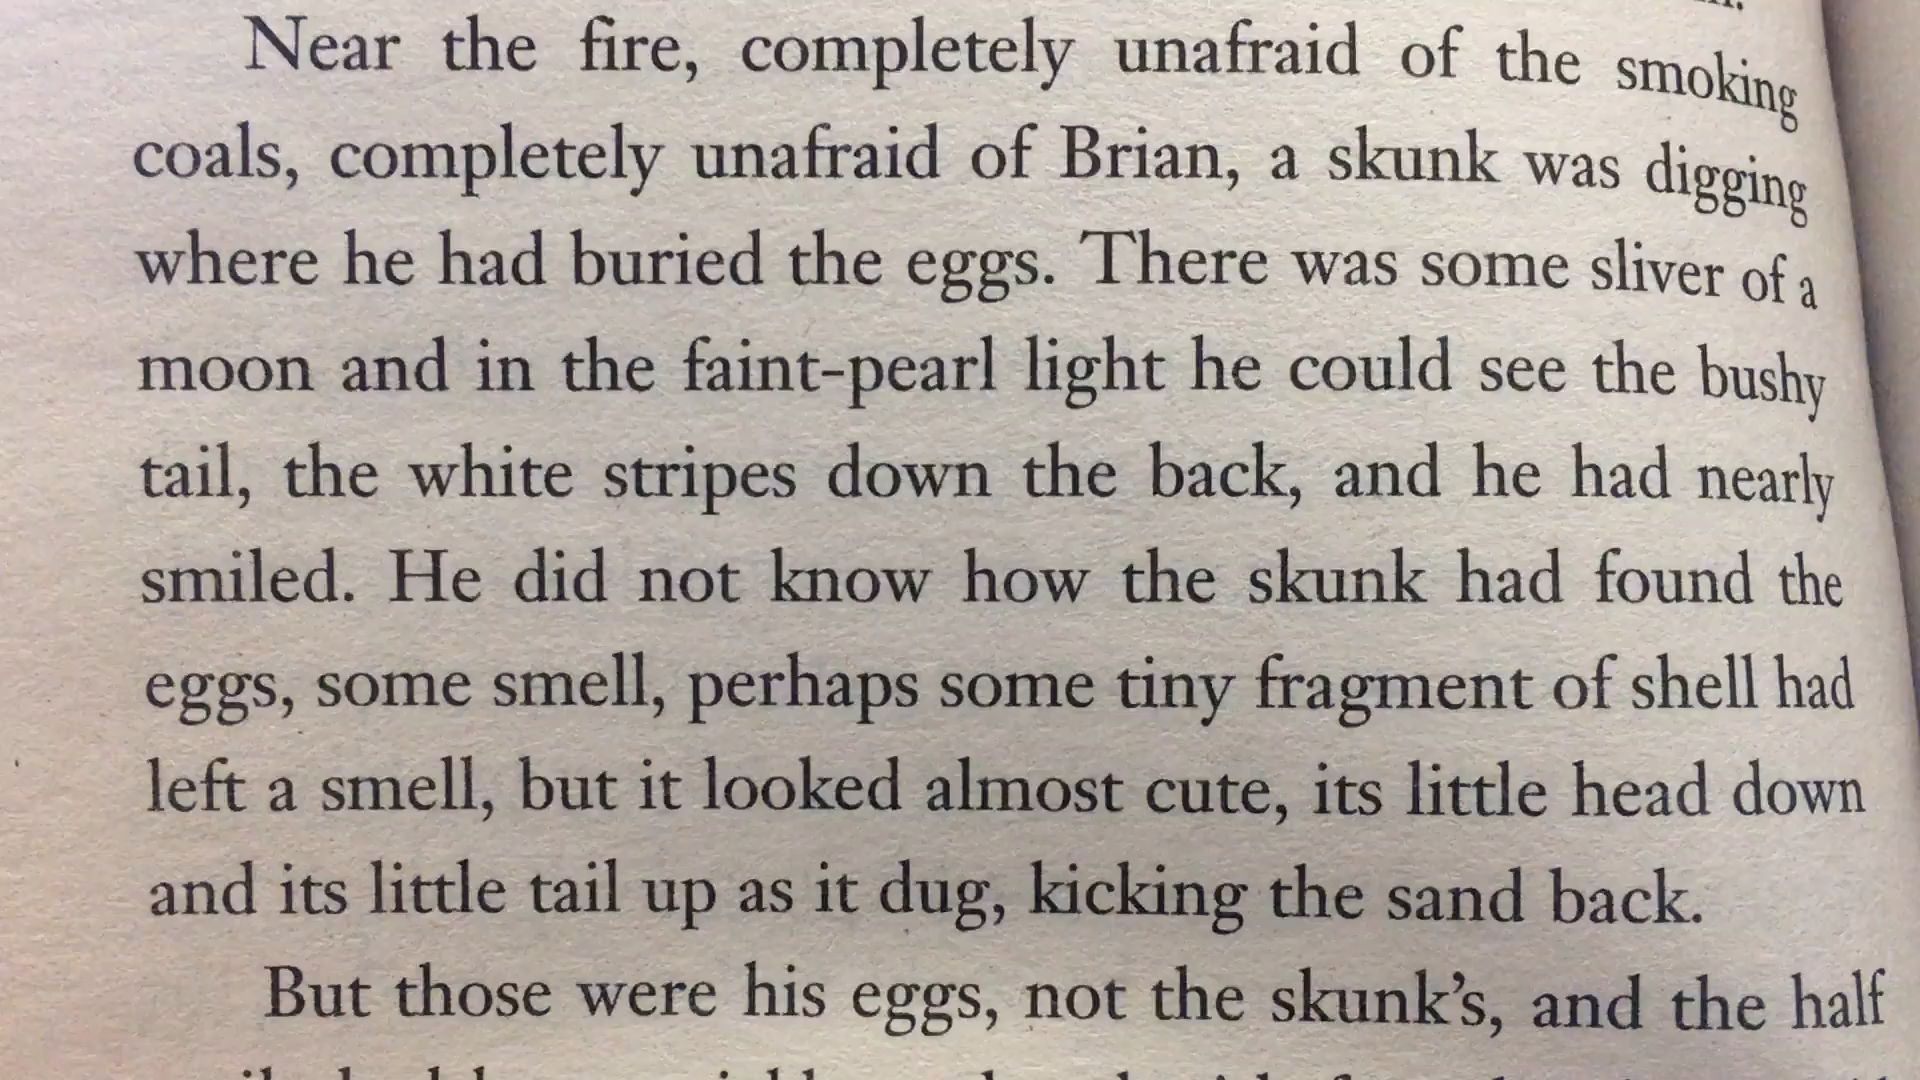 Near the fire, completely unafraid of the smoking
coals, completely unafraid of Brian, a skunk was digging
where he had buried the eggs. There was some sliver of a
moon and in the faint-pearl light he could see the bushy
tail, the white stripes down the back, and he had nearly
smiled. He did not know how the skunk had found the
eggs, some smell, perhaps some tiny fragment of shell had
left a smell, but it looked almost cute, its little head down
and its little tail up as it dug, kicking the sand back.
But those were his eggs, not the skunk's, and the half